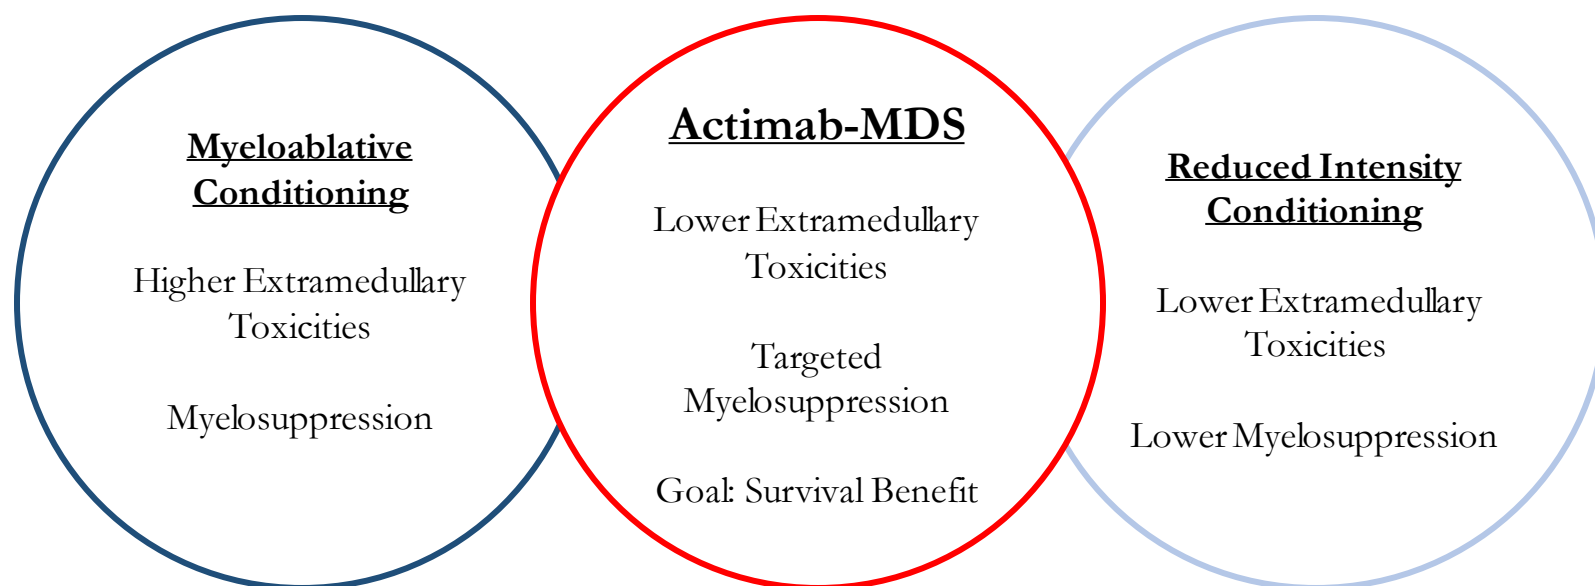 Myeloablative
Conditioning
Higher Extramedullary
Toxicities
Myelosuppression
Actimab-MDS
Lower Extramedullary
Toxicities
Targeted
Myelosuppression
Goal: Survival Benefit
Reduced Intensity
Conditioning
Lower Extramedullary
Toxicities
Lower Myelosuppression